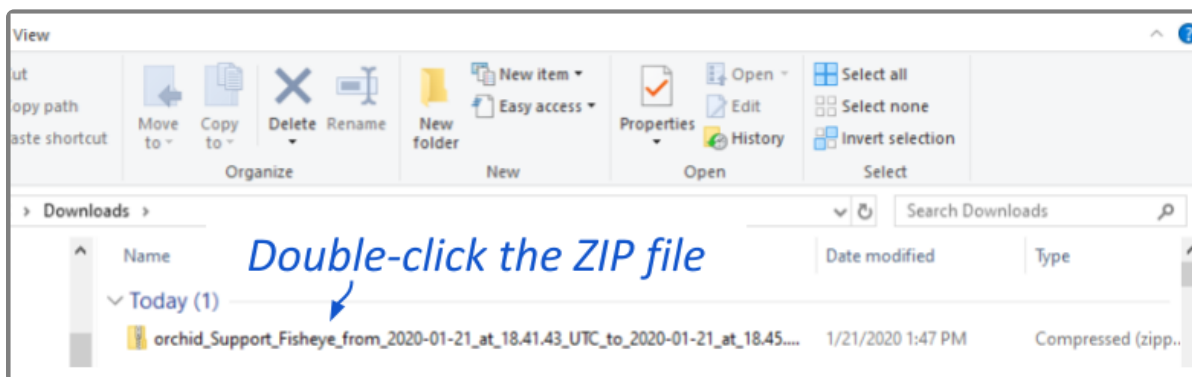 View
ut
opy path
aste shortcut
Move to
Copy to
Delete
Rename
Organize
New folder
New item
Easy access
New
Properties
Open
Edit
History
Open
Select all
Select none
Invert selection
Select
Downloads
Search Downloads
Name
Double-click the ZIP file
Date modified
Type
Today (1)
orchid_Support_Fisheye_from_2020-01-21_at_18.41.43_UTC_to_2020-01-21_at_18.45....
1/21/2020 1:47 PM
Compressed (zipp...